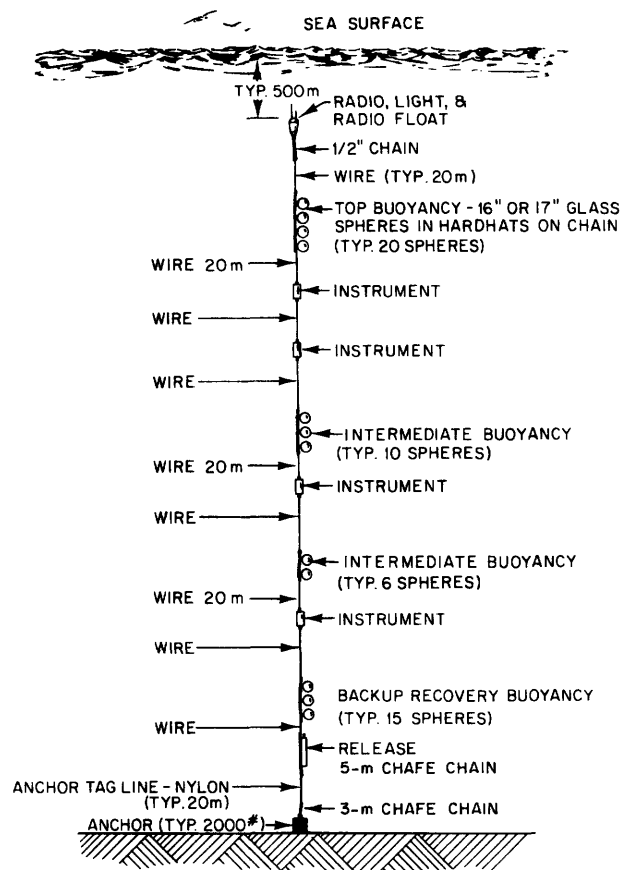 SEA SURFACE
TYP. 500m
RADIO, LIGHT, &
RADIO FLOAT
1/2" CHAIN
WIRE (TYP. 20m)
TOP BUOYANCY - 16" OR 17" GLASS
SPHERES IN HARDHATS ON CHAIN
(TYP. 20 SPHERES)
WIRE 20m
INSTRUMENT
WIRE
INSTRUMENT
WIRE
INTERMEDIATE BUOYANCY
(TYP. 10 SPHERES)
WIRE 20m
INSTRUMENT
WIRE
INTERMEDIATE BUOYANCY
(TYP. 6 SPHERES)
WIRE 20m
INSTRUMENT
WIRE
BACKUP RECOVERY BUOYANCY
(TYP. 15 SPHERES)
WIRE
RELEASE
5-m CHAFE CHAIN
ANCHOR TAG LINE - NYLON
(TYP. 20m)
3-m CHAFE CHAIN
ANCHOR (TYP. 2000#)